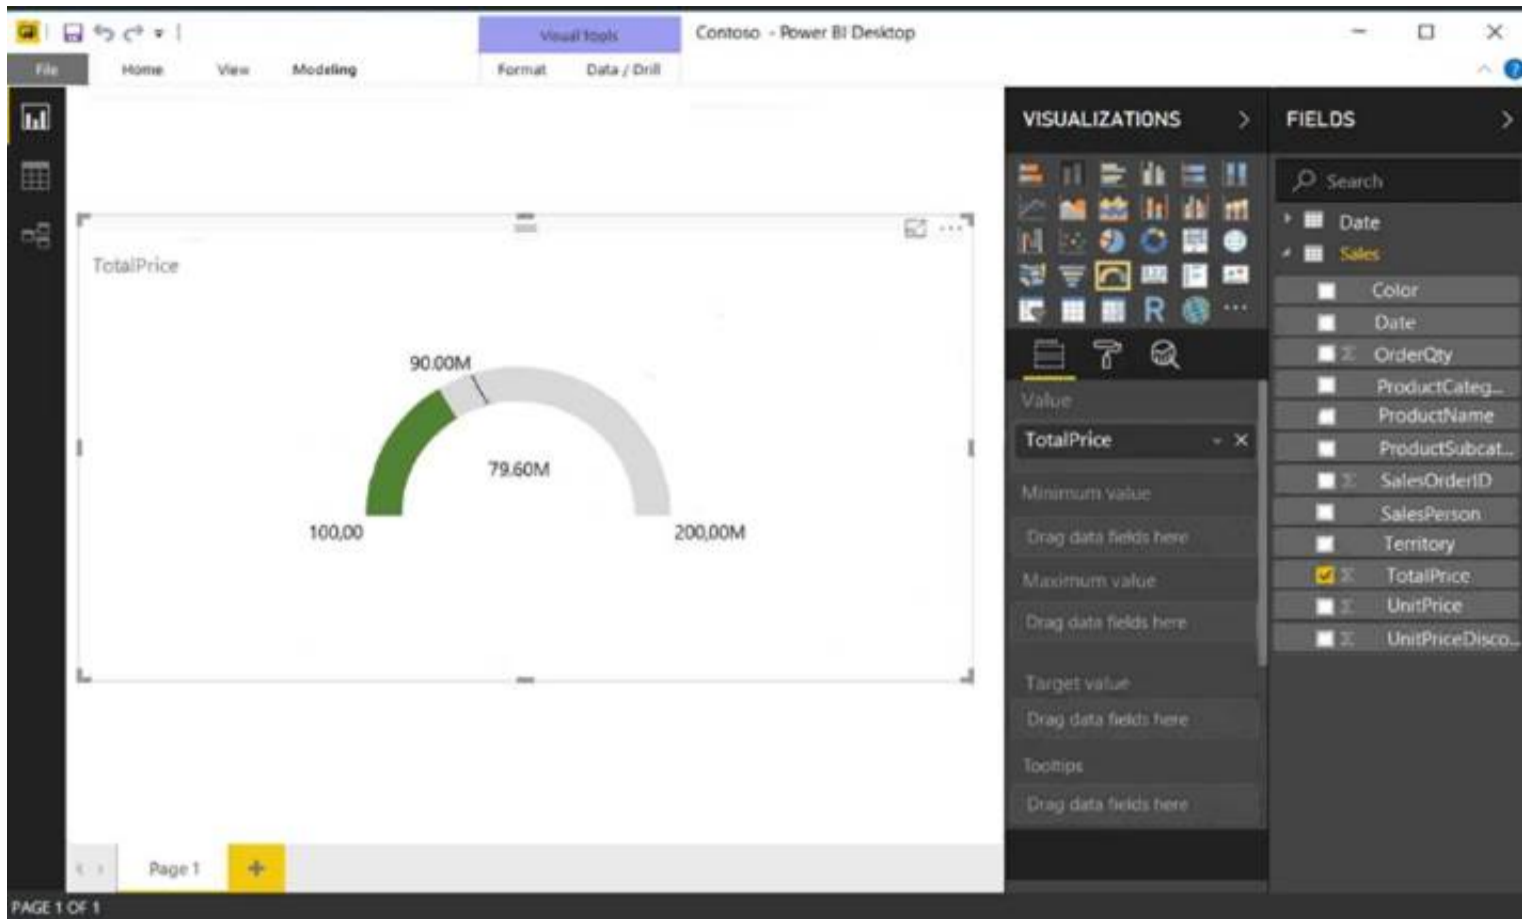 Visual tools
Contoso - Power BI Desktop
File
Home
View
Modeling
Format
Data / Drill
?
VISUALIZATIONS
FIELDS
Search
Date
Sales
Color
Date
Σ OrderQty
ProductCateg...
ProductName
ProductSubcat...
Σ SalesOrderID
SalesPerson
Territory
Σ TotalPrice
Σ UnitPrice
Σ UnitPriceDisco...
R
...
Value
TotalPrice
Minimum value
Drag data fields here
Maximum value
Drag data fields here
Target value
Drag data fields here
Tooltips
Drag data fields here
TotalPrice
90.00M
79.60M
100,00
200,00M
Page 1
+
PAGE 1 OF 1